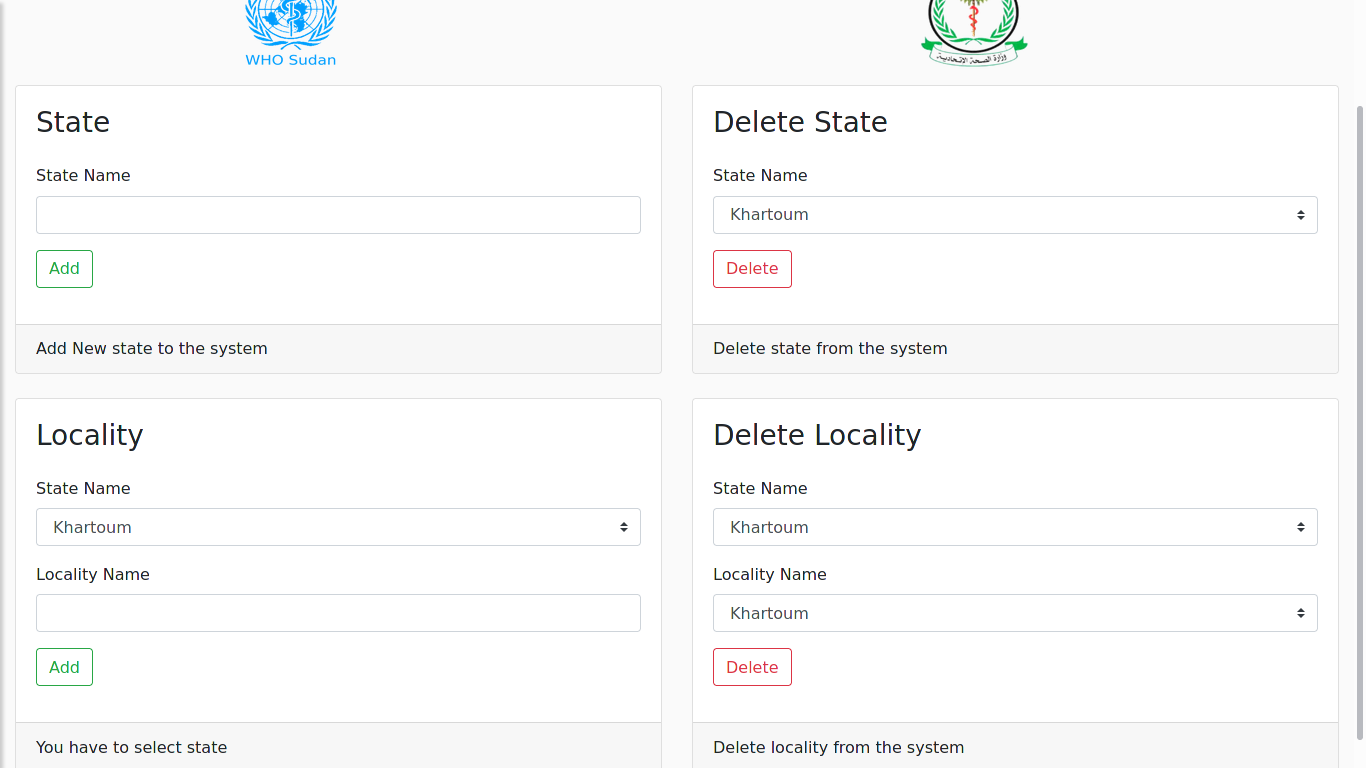 WHO Sudan
وزارة الصحة الاتحادية
State
State Name
Add
Add New state to the system
Delete State
State Name
Khartoum
Delete
Delete state from the system
Locality
State Name
Khartoum
Locality Name
Add
You have to select state
Delete Locality
State Name
Khartoum
Locality Name
Khartoum
Delete
Delete locality from the system